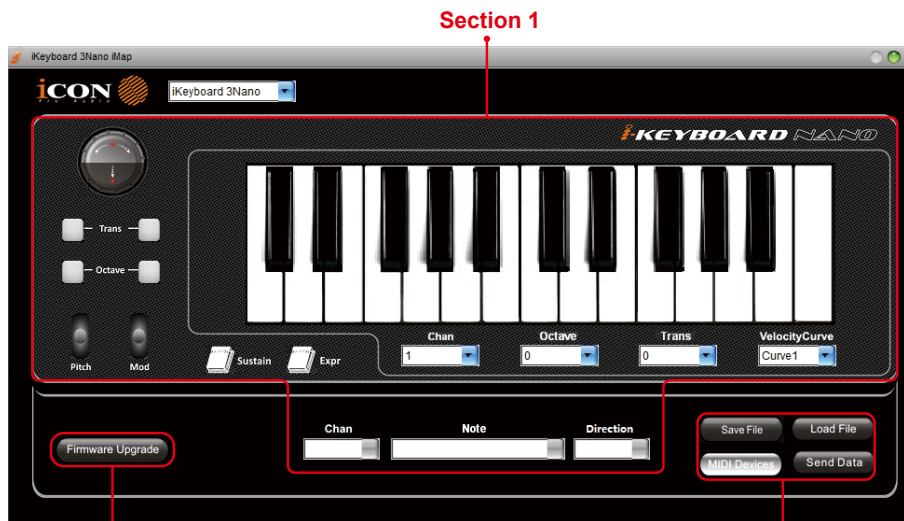 Section 1
iKeyboard 3Nano iMap
iCON
Pro Audio
iKeyboard 3Nano
i-KEYBOARD NANO
Trans
Octave
Pitch
Mod
Sustain
Expr
Chan
Octave
Trans
VelocityCurve
1
0
0
Curve1
Chan
Note
Direction
Firmware Upgrade
Save File
Load File
MIDI Devices
Send Data